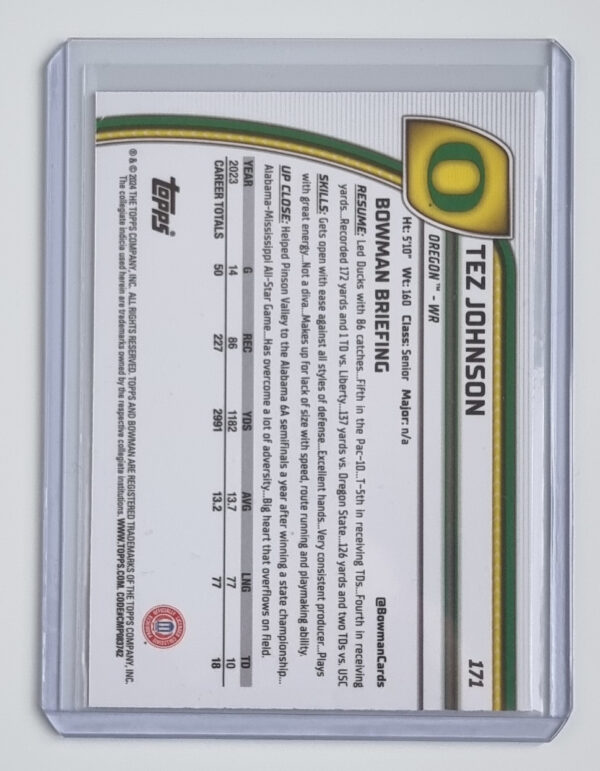 171
TEZ JOHNSON
OREGON™ - WR
Ht: 5'10" Wt: 160 Class: Senior Major: n/a
BOWMAN BRIEFING @BowmanCards
RESUME: Led Ducks with 86 catches...Fifth in the Pac-10...T-5th in receiving TDs...Fourth in receiving
yards...Recorded 172 yards and 1 TD vs. Liberty...137 yards vs. Oregon State...126 yards and two TDs vs. USC
SKILLS: Gets open with ease against all styles of defense...Excellent hands...Very consistent producer...Plays
with great energy...Not a diva...Makes up for lack of size with speed, route running and playmaking ability.
UP CLOSE: Helped Pinson Valley to the Alabama 6A semifinals a year after winning a state championship...
Alabama-Mississippi All-Star Game...Has overcome a lot of adversity...Big heart that overflows on field.
YEAR G REC YDS AVG LNG TD
2023 14 86 1182 13.7 77 10
CAREER TOTALS 50 227 2991 13.2 77 18
topps®
® & © 2024 THE TOPPS COMPANY, INC. ALL RIGHTS RESERVED. TOPPS AND BOWMAN ARE REGISTERED TRADEMARKS OF THE TOPPS COMPANY, INC.
The collegiate indicia used herein are trademarks owned by the respective collegiate institutions. WWW.TOPPS.COM. CODE#CMP103742